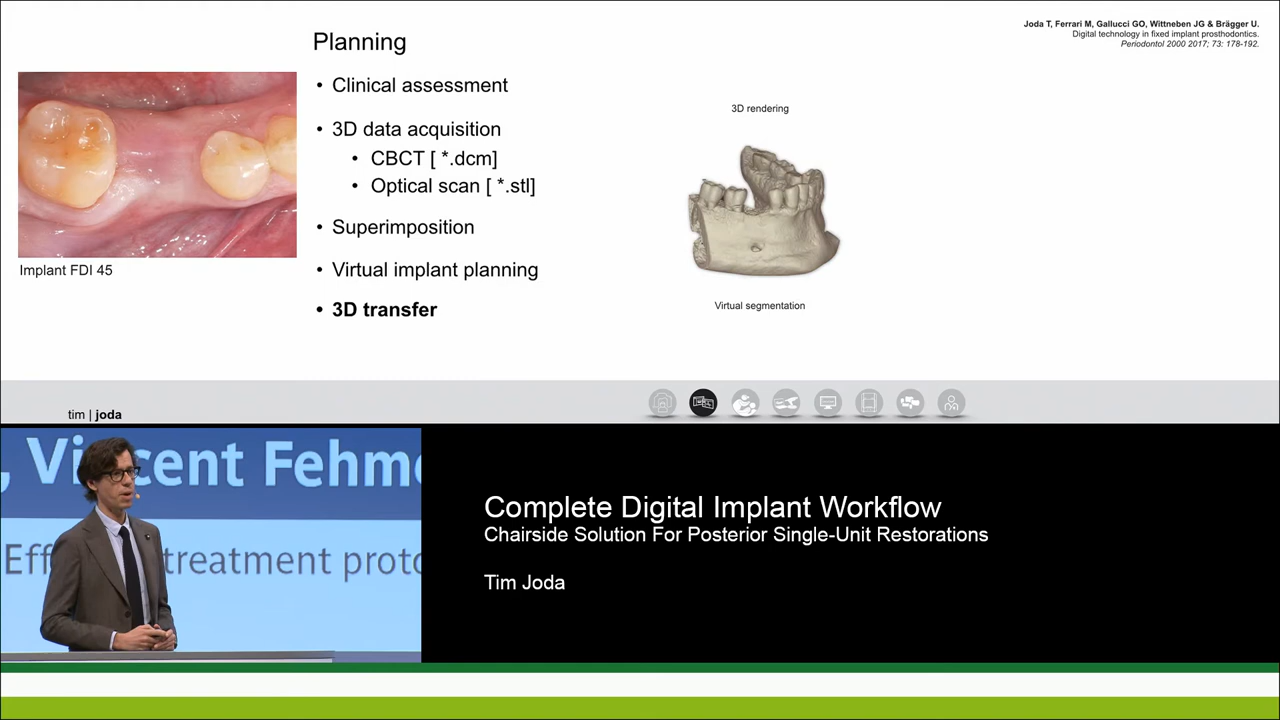 Planning
Joda T, Ferrari M, Gallucci GO, Wittneben JG & Brägger U.
Digital technology in fixed implant prosthodontics.
Periodontol 2000 2017; 73: 178-192.
• Clinical assessment
• 3D data acquisition
• CBCT [ *.dcm]
• Optical scan [ *.stl]
• Superimposition
• Virtual implant planning
• 3D transfer
Implant FDI 45
3D rendering
Virtual segmentation
tim | joda
, Vincent Fehm
Eff treatment proto
Complete Digital Implant Workflow
Chairside Solution For Posterior Single-Unit Restorations
Tim Joda